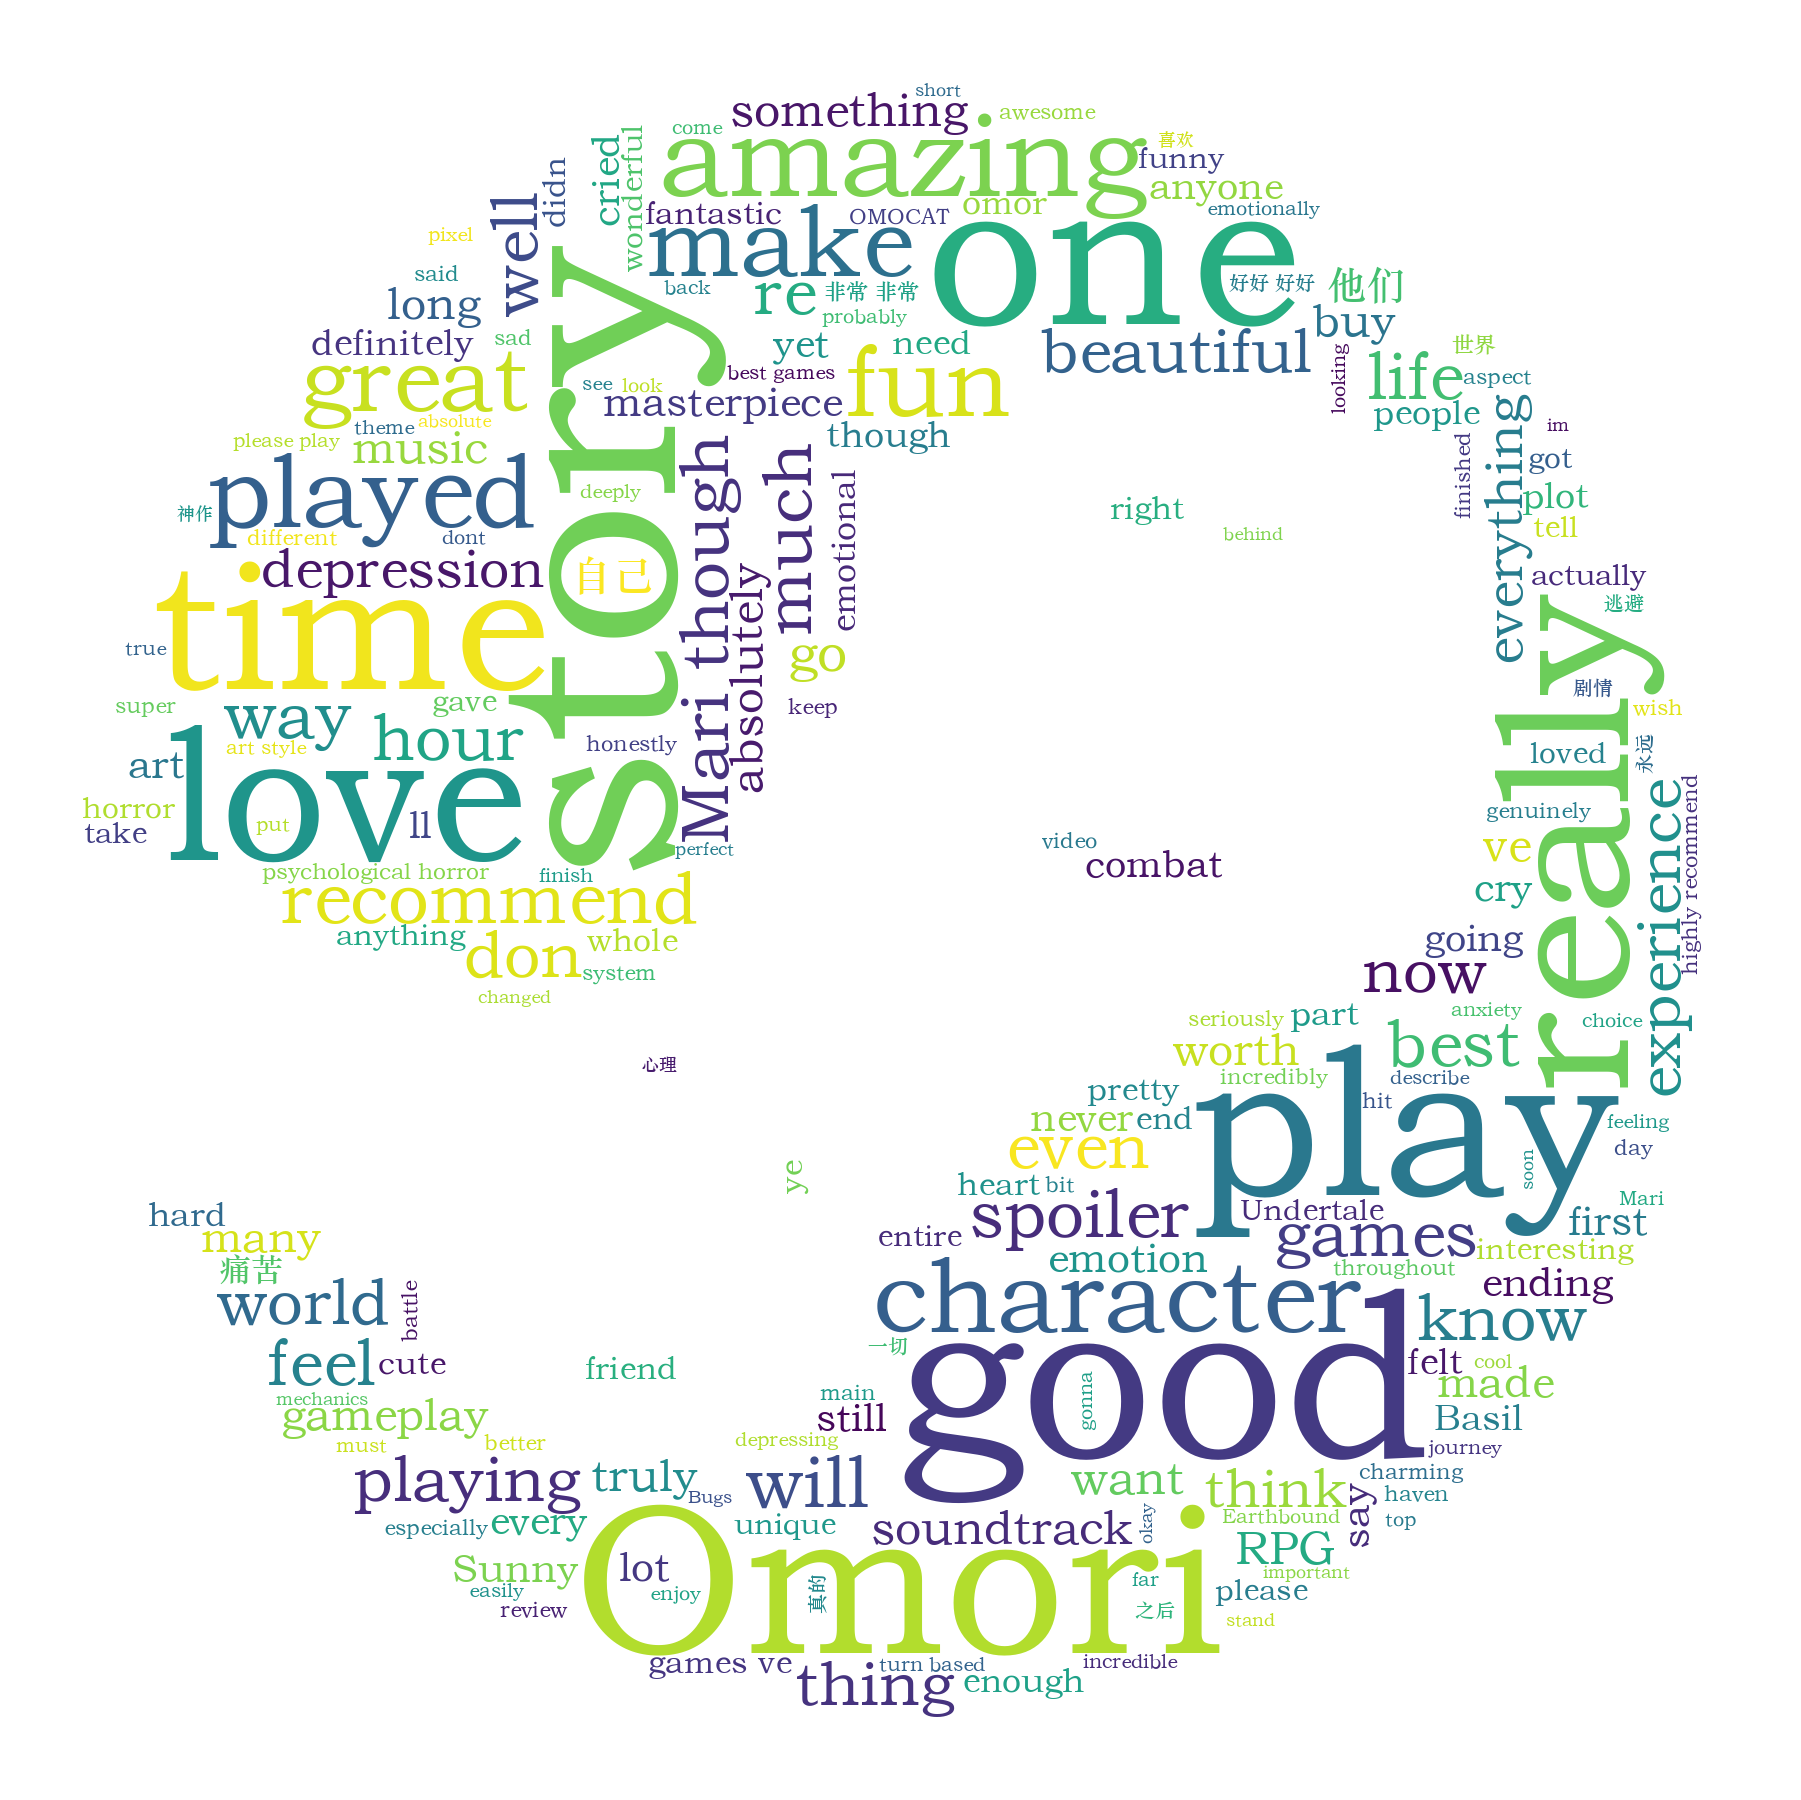 short
something
awesome
come
amazing
喜欢
funny
cried
wonderful
didn
well
anyone
fantastic
OMOCAT
omor
emotionally
pixel
make
one
said
back
re
非常 非常
好好 好好
他们
long
probably
buy
definitely
sad
yet
need
beautiful
世界
great
story
see
look
best games
fun
looking
life
aspect
masterpiece
people
absolute
theme
though
im
please play
music
everything
finished
got
played
deeply
Mari though
much
emotional
right
plot
神作
different
dont
behind
tell
depression
自己
absolutely
actually
time
逃避
true
go
really
剧情
super
gave
keep
wish
way
hour
honestly
art
art style
loved
永远
love
horror
take
put
ll
perfect
video
combat
genuinely
ve
experience
highly recommend
psychological horror
finish
cry
recommend
anything
whole
going
don
system
now
changed
seriously
part
anxiety
choice
worth
best
心理
incredibly
describe
pretty
play
hit
never
end
feeling
even
day
ye
soon
heart
bit
Mari
hard
spoiler
Undertale
first
many
entire
games
interesting
痛苦
emotion
throughout
world
battle
character
ending
know
一切
good
feel
cute
friend
felt
cool
mechanics
main
gonna
made
gameplay
still
Basil
must
better
depressing
journey
playing
truly
will
want
think
charming
Bugs
say
haven
especially
every
unique
soundtrack
okay
Earthbound
top
Sunny
lot
Omori
RPG
important
easily
enjoy
真的
far
please
review
之后
stand
games ve
turn based
incredible
thing
enough